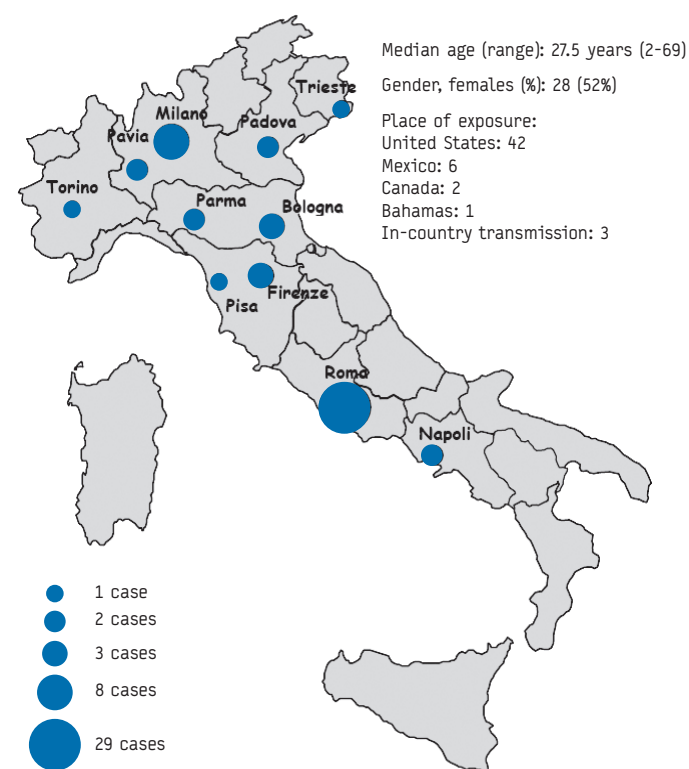 Median age (range): 27.5 years (2-69)
Gender, females (%): 28 (52%)
Place of exposure:
United States: 42
Mexico: 6
Canada: 2
Bahamas: 1
In-country transmission: 3
Trieste
Milano
Padova
Pavia
Torino
Parma
Bologna
Firenze
Pisa
Roma
Napoli
1 case
2 cases
3 cases
8 cases
29 cases